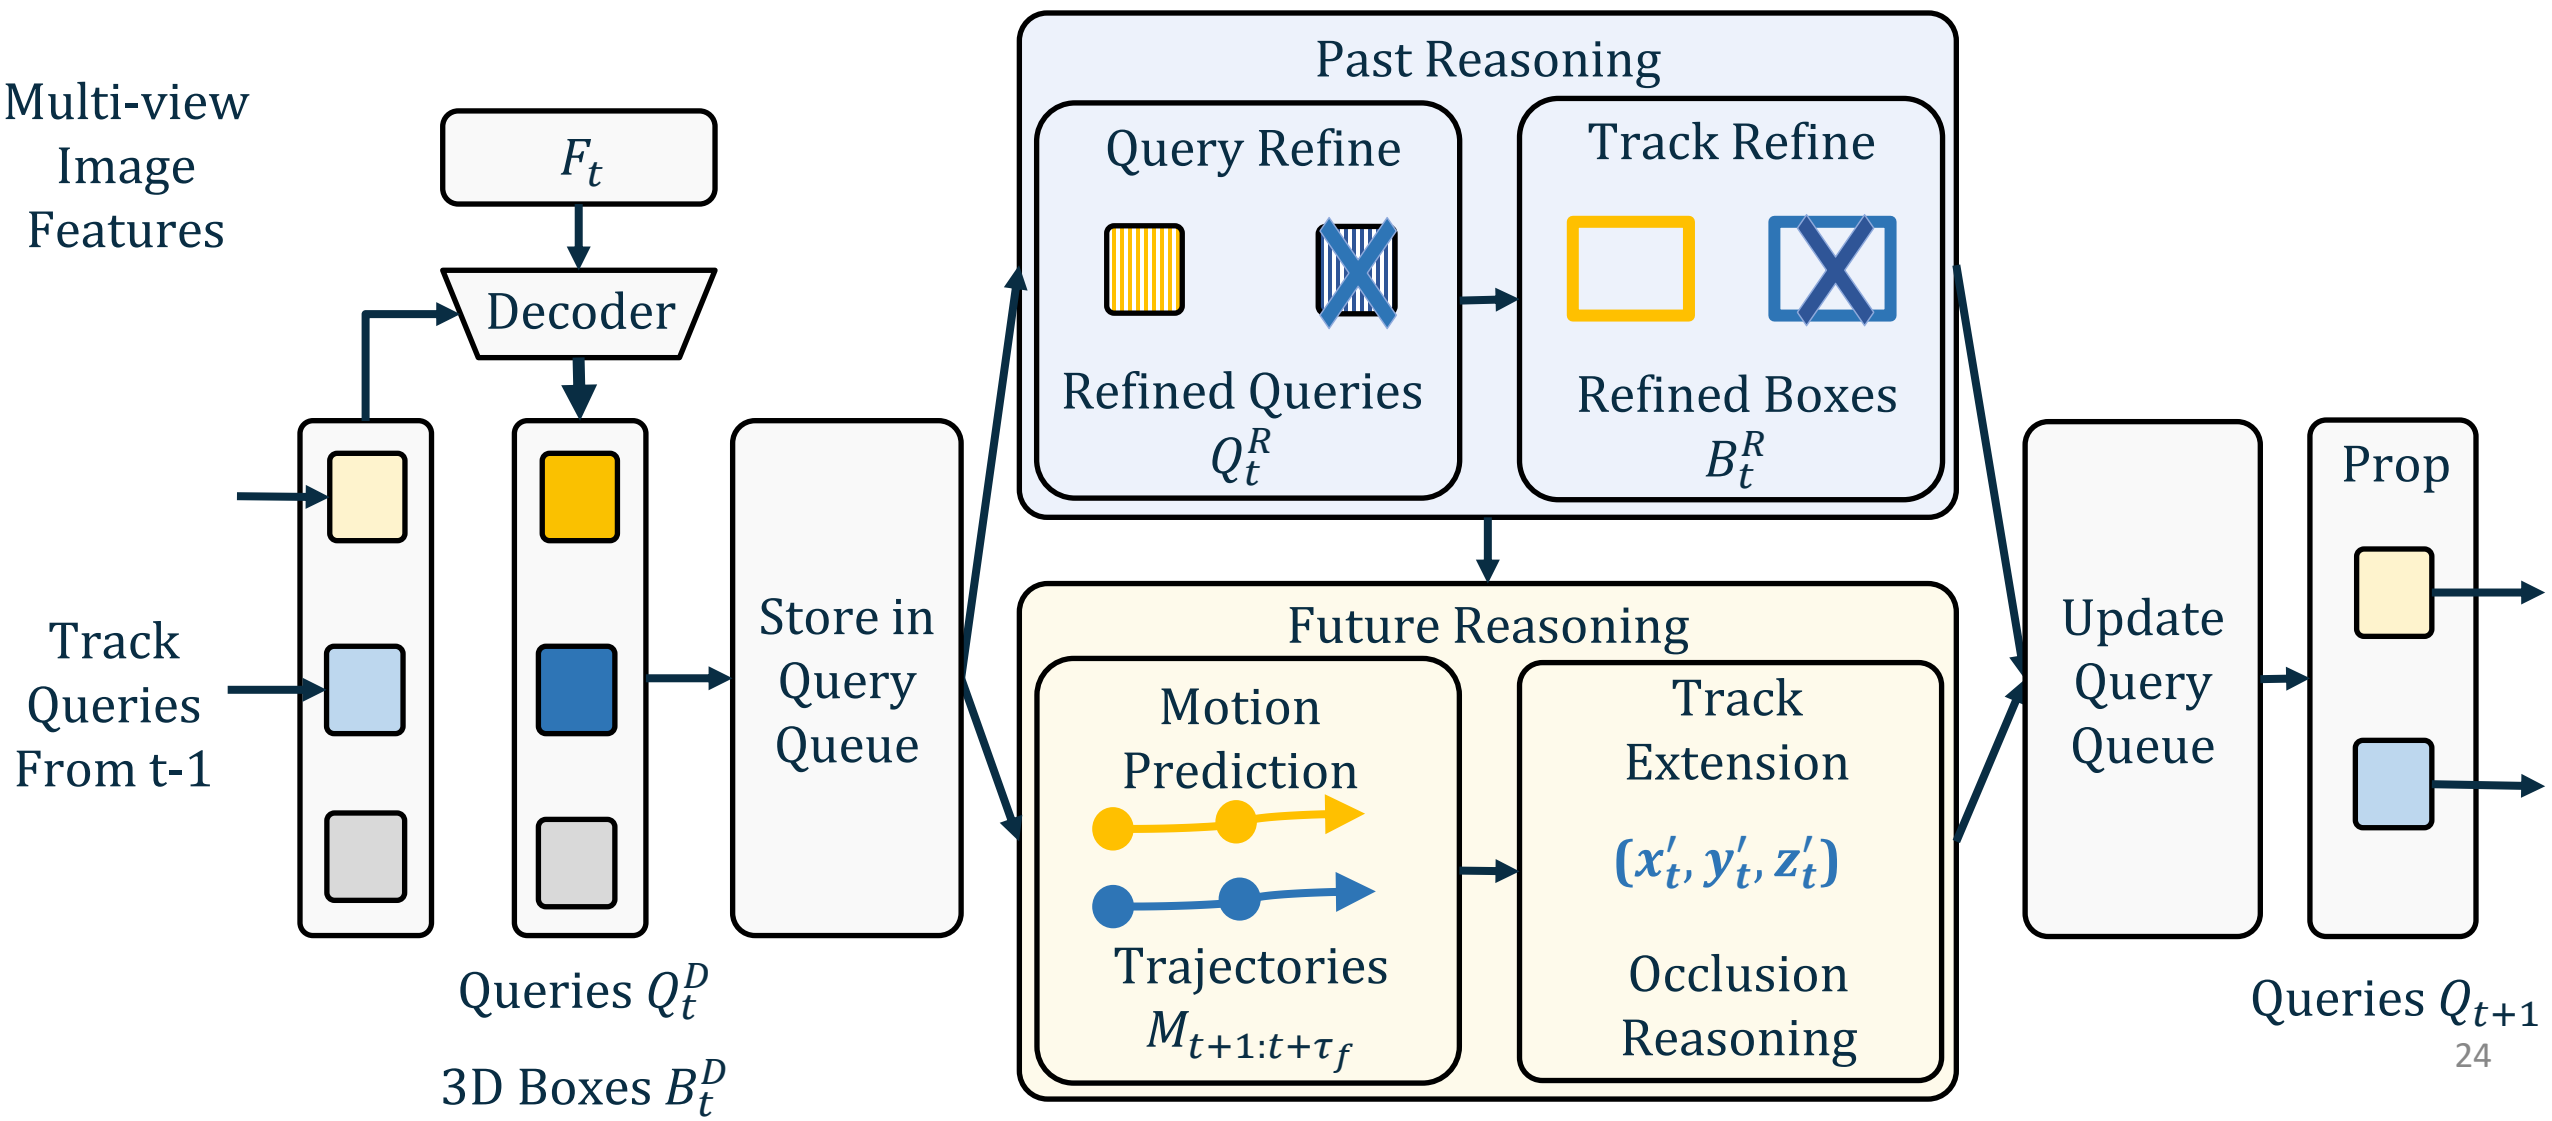 Multi-view
Image
Features
F_t
Decoder
Track
Queries
From t-1
Queries Q_t^D
3D Boxes B_t^D
Store in
Query
Queue
Past Reasoning
Query Refine
Refined Queries
Q_t^R
Track Refine
Refined Boxes
B_t^R
Future Reasoning
Motion
Prediction
Trajectories
M_{t+1:t+τ_f}
Track
Extension
(x′_t, y′_t, z′_t)
Occlusion
Reasoning
Update
Query
Queue
Prop
Queries Q_{t+1}
24